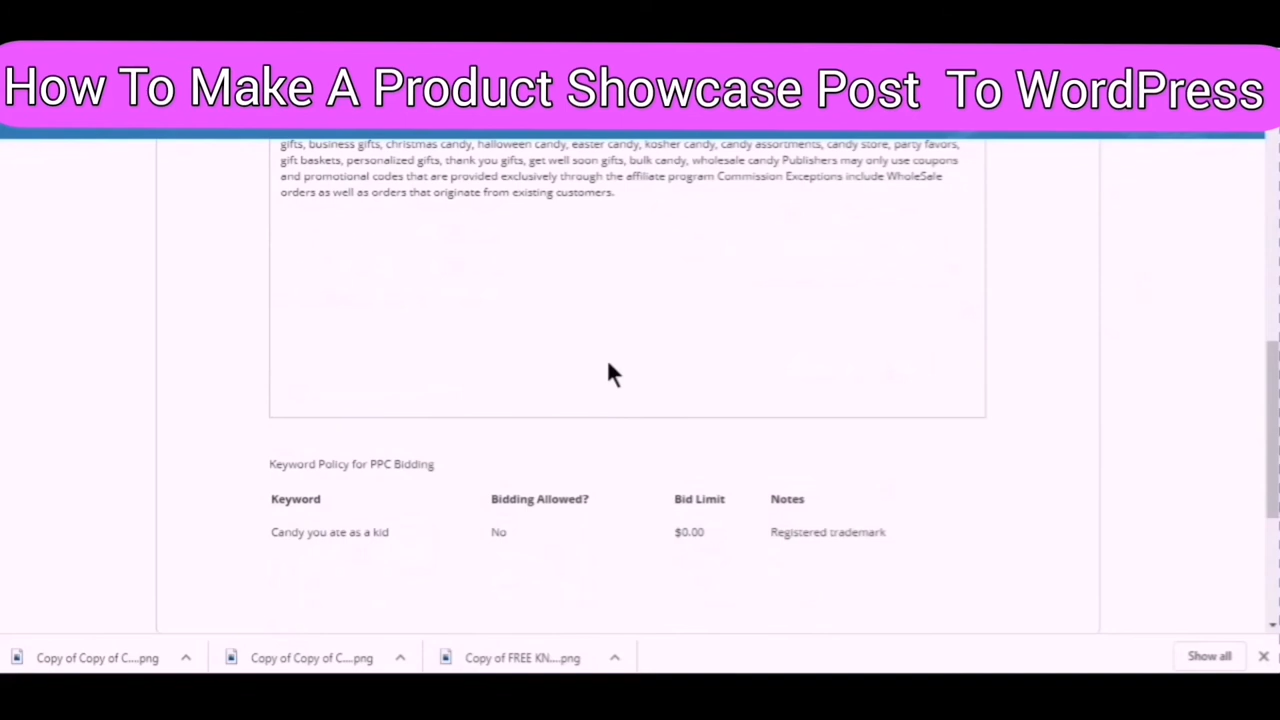 How To Make A Product Showcase Post To WordPress
gifts, business gifts, christmas candy, halloween candy, easter candy, kosher candy, candy assortments, candy store, party favors,
gift baskets, personalized gifts, thank you gifts, get well soon gifts, bulk candy, wholesale candy Publishers may only use coupons
and promotional codes that are provided exclusively through the affiliate program Commission Exceptions include WholeSale
orders as well as orders that originate from existing customers.
Keyword Policy for PPC Bidding
Keyword Bidding Allowed? Bid Limit Notes
Candy you ate as a kid No $0.00 Registered trademark
Copy of Copy of C....png Copy of Copy of C....png Copy of FREE KN....png Show all